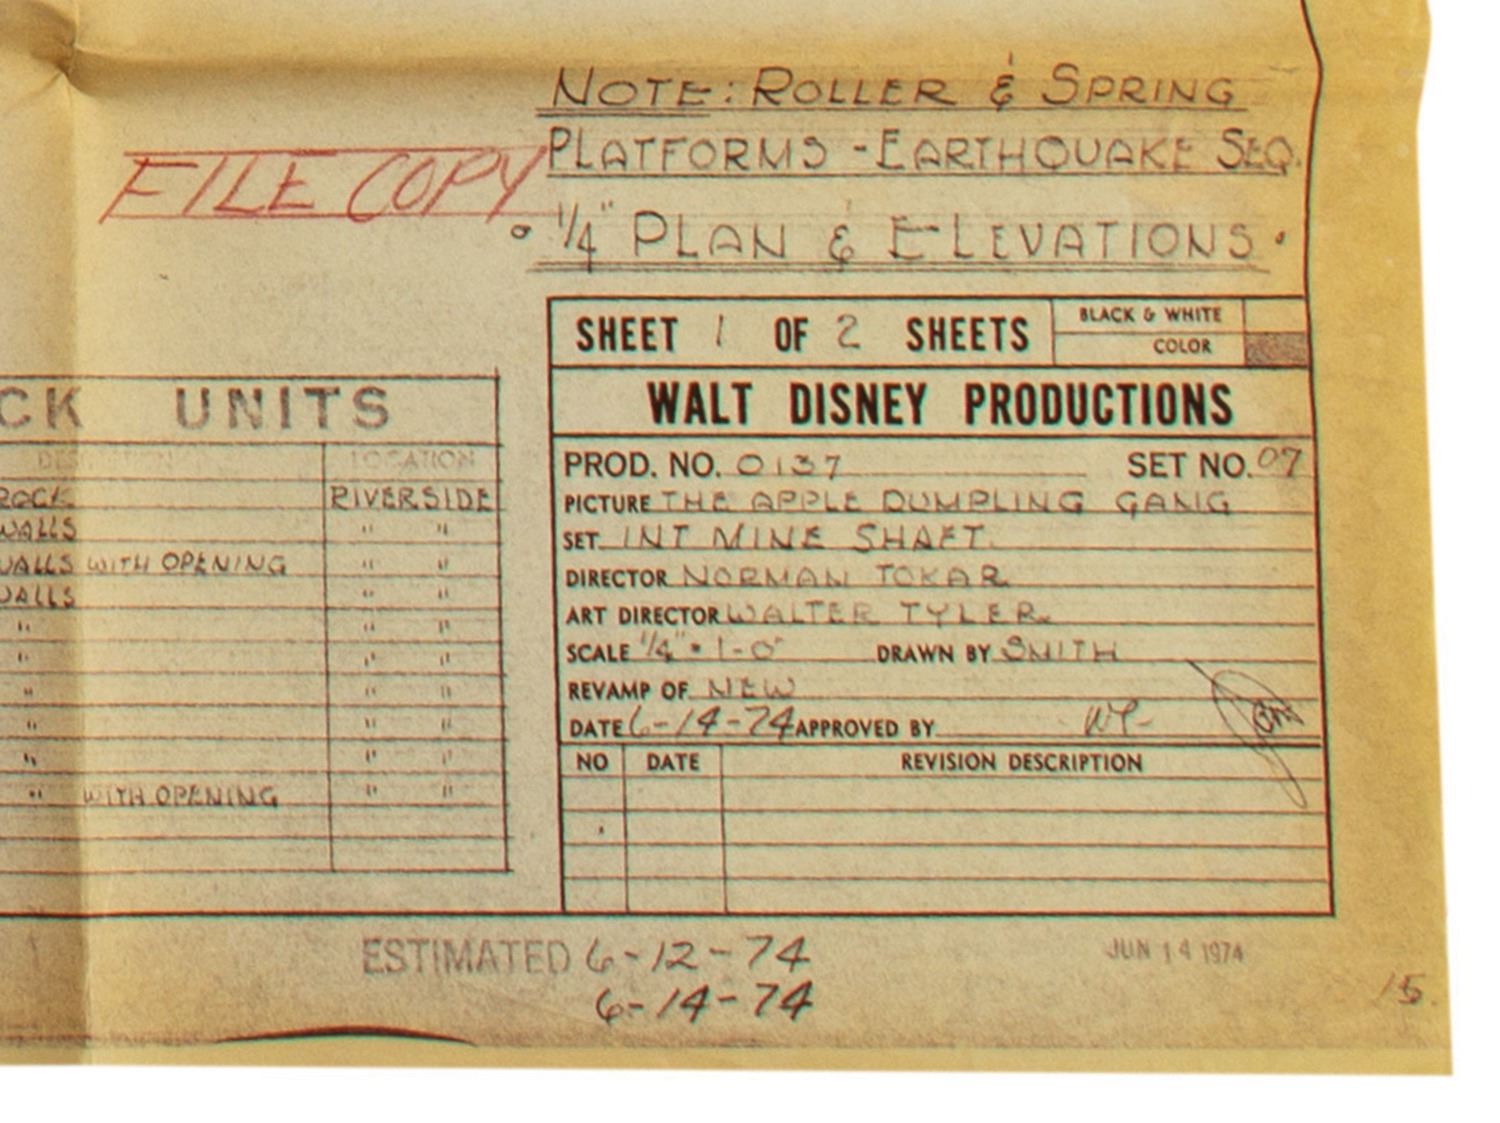 NOTE: ROLLER & SPRING
PLATFORMS - EARTHQUAKE SEQ.
FILE COPY
1/4" PLAN & ELEVATIONS
SHEET 1 OF 2 SHEETS
BLACK & WHITE
COLOR
WALT DISNEY PRODUCTIONS
PROD. NO. 0137 SET NO. 07
PICTURE THE APPLE DUMPLING GANG
SET INT MINE SHAFT.
DIRECTOR NORMAN TOKAR
ART DIRECTOR WALTER TYLER.
SCALE 1/4" = 1-0" DRAWN BY SMITH
REVAMP OF NEW
DATE 6-14-74 APPROVED BY WT-
NO DATE REVISION DESCRIPTION
CK UNITS
LOCATION
ROCK RIVERSIDE
WALLS " "
WALLS WITH OPENING " "
WALLS " "
" " "
" " "
" " "
" " "
" " "
" WITH OPENING " "
ESTIMATED 6-12-74
6-14-74
JUN 14 1974
15.